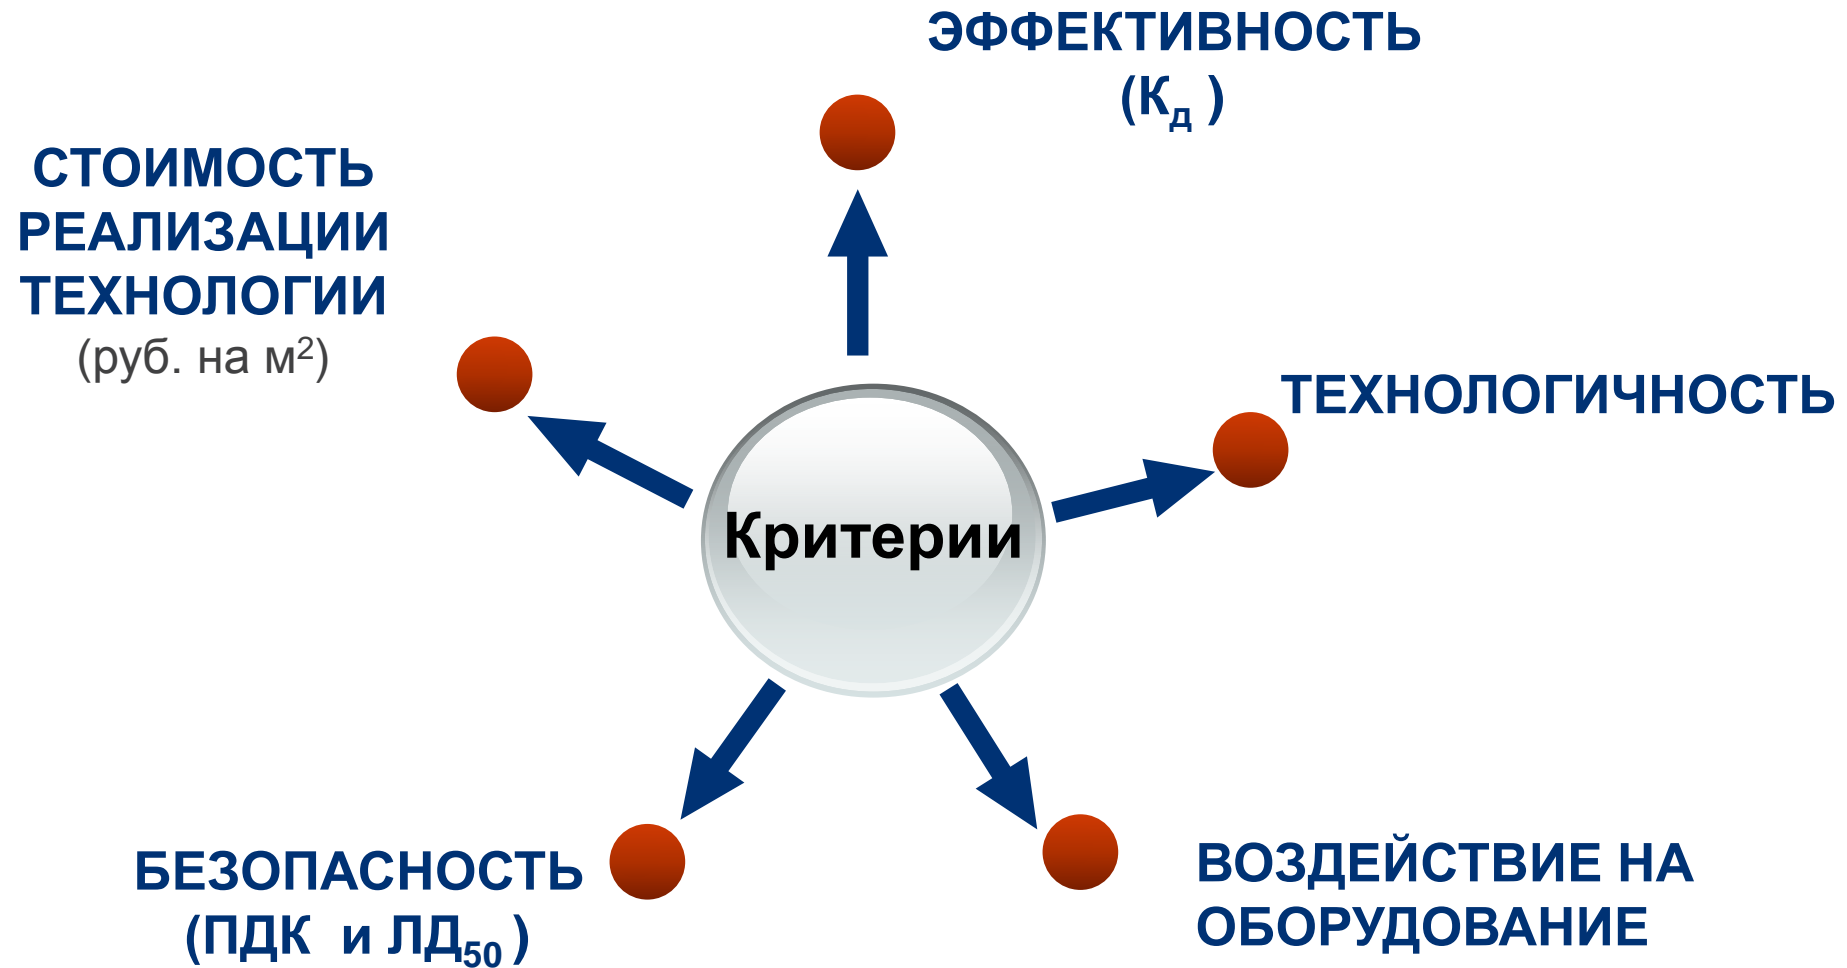 ЭФФЕКТИВНОСТЬ
(Кд )
СТОИМОСТЬ
РЕАЛИЗАЦИИ
ТЕХНОЛОГИИ
(руб. на м²)
ТЕХНОЛОГИЧНОСТЬ
Критерии
БЕЗОПАСНОСТЬ
(ПДК и ЛД₅₀ )
ВОЗДЕЙСТВИЕ НА
ОБОРУДОВАНИЕ